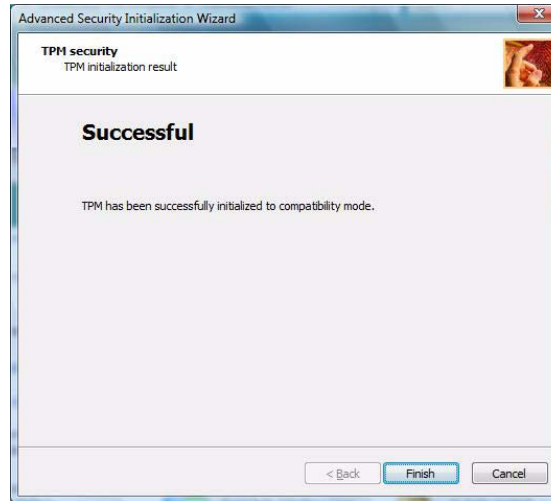 Advanced Security Initialization Wizard
TPM security
TPM initialization result
Successful
TPM has been successfully initialized to compatibility mode.
< Back Finish Cancel